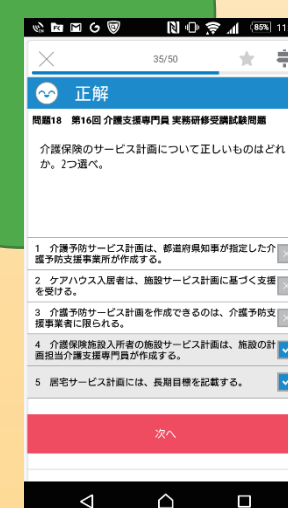 85% 11
35/50
正解
問題18 第16回 介護支援専門員 実務研修受講試験問題
介護保険のサービス計画について正しいものはどれ
か。2つ選べ。
1 介護予防サービス計画は、都道府県知事が指定した介
護予防支援事業所が作成する。
2 ケアハウス入居者は、施設サービス計画に基づく支援
を受ける。
3 介護予防サービス計画を作成できるのは、介護予防支
援事業者に限られる。
4 介護保険施設入所者の施設サービス計画は、施設の計
画担当介護支援専門員が作成する。
5 居宅サービス計画には、長期目標を記載する。
次へ